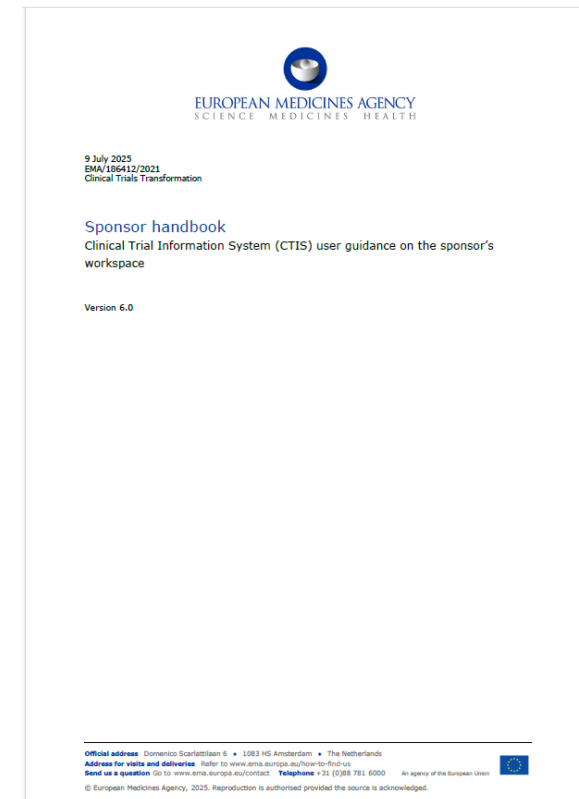 EUROPEAN MEDICINES AGENCY
SCIENCE MEDICINES HEALTH
9 July 2025
EMA/186412/2021
Clinical Trials Transformation
Sponsor handbook
Clinical Trial Information System (CTIS) user guidance on the sponsor's
workspace
Version 6.0
Official address Domenico Scarlattilaan 6 • 1083 HS Amsterdam • The Netherlands
Address for visits and deliveries Refer to www.ema.europa.eu/how-to-find-us
Send us a question Go to www.ema.europa.eu/contact Telephone +31 (0)88 781 6000 An agency of the European Union
© European Medicines Agency, 2025. Reproduction is authorised provided the source is acknowledged.